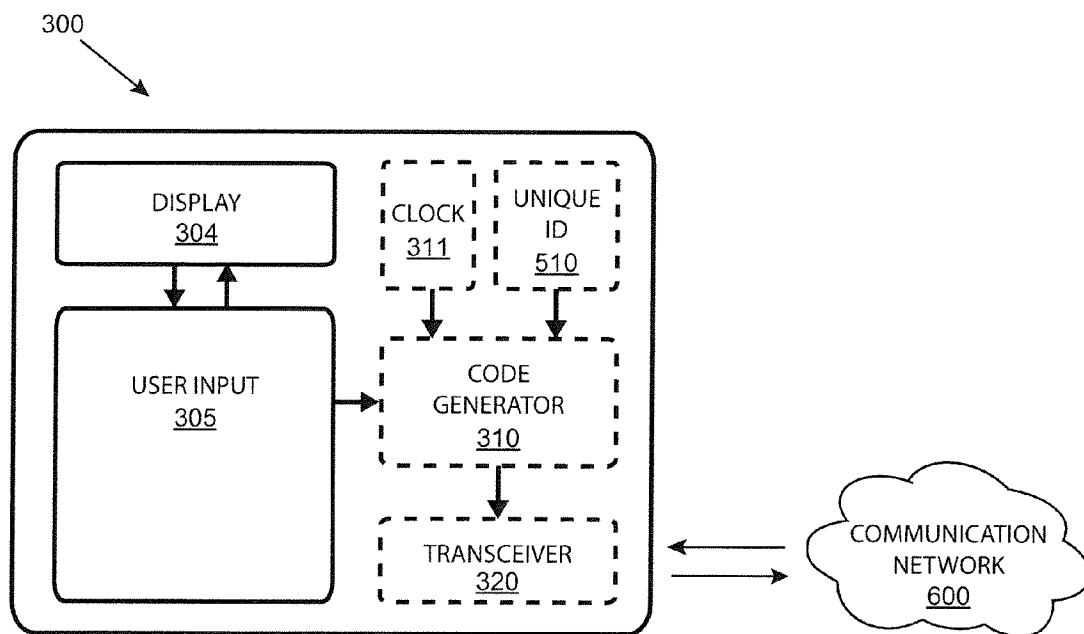 300
DISPLAY
304
CLOCK
311
UNIQUE
ID
510
USER INPUT
305
CODE
GENERATOR
310
TRANSCEIVER
320
COMMUNICATION
NETWORK
600